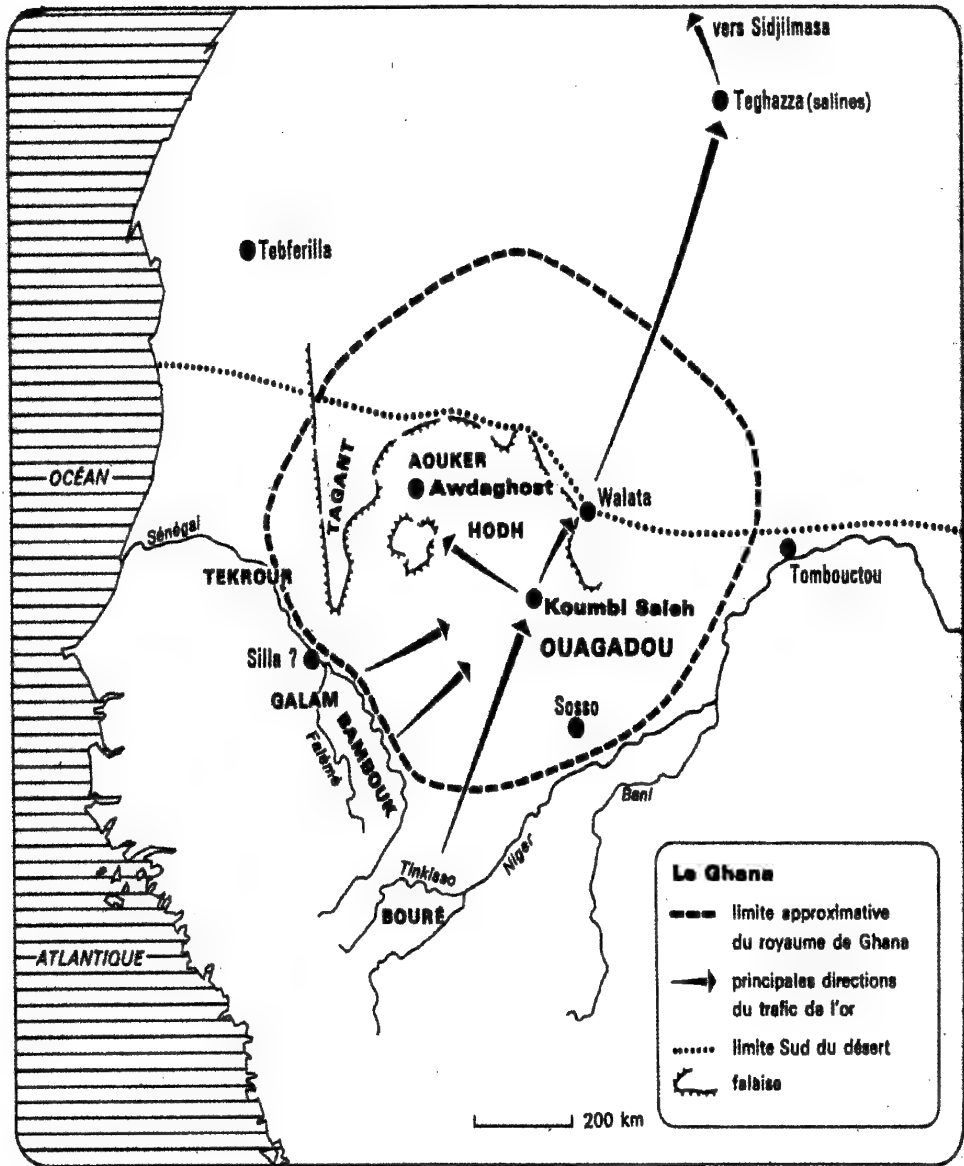 vers Sidjilmasa
Teghazza (salines)
Tebferilla
OCÉAN
TAGANT
AOUKER
Awdaghost
Walata
HODH
Sénégal
TEKROUR
Tombouctou
Koumbi Saleh
OUAGADOU
Silla ?
GALAM
Sosso
BAMBOUK
Falémé
Bani
Niger
Tinkisso
BOURÉ
ATLANTIQUE
Le Ghana
limite approximative
du royaume de Ghana
principales directions
du trafic de l'or
limite Sud du désert
falaise
200 km